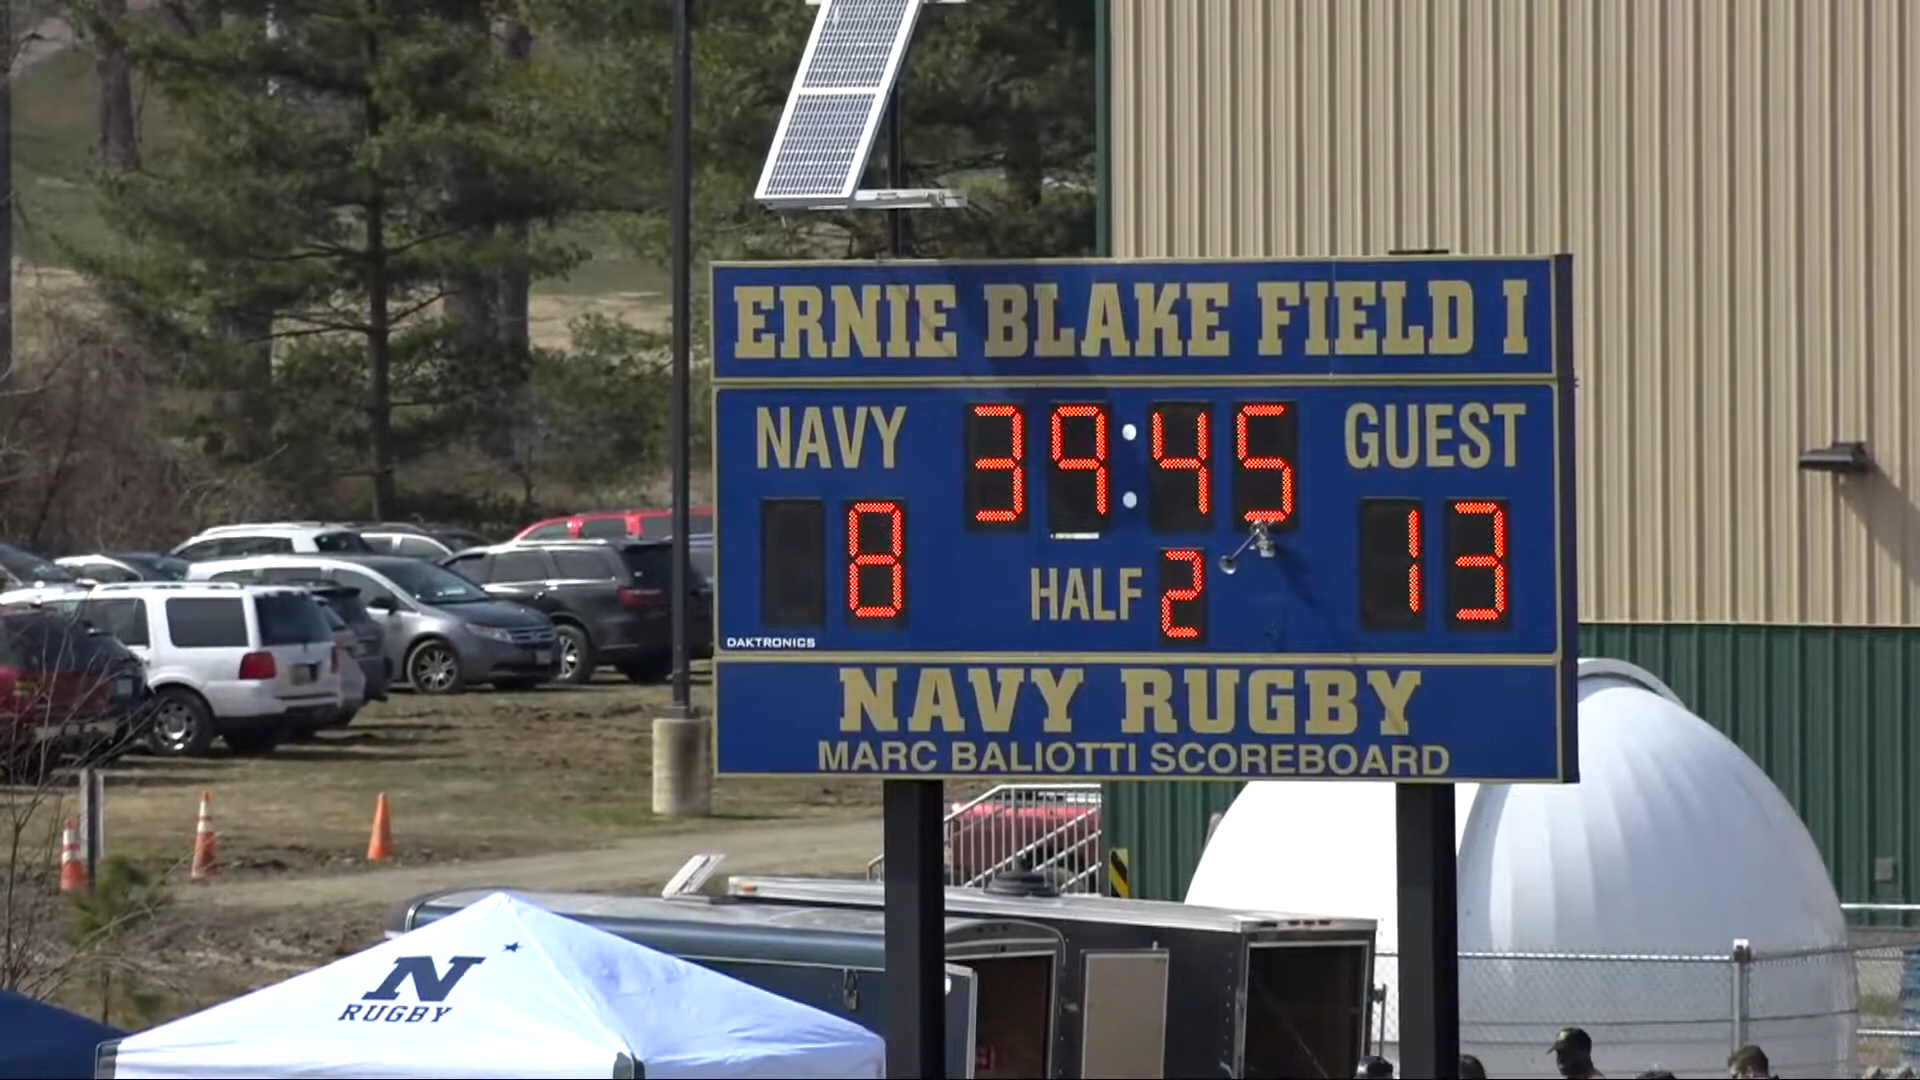 ERNIE BLAKE FIELD I
NAVY 39:45 GUEST
8 HALF 2 13
DAKTRONICS
NAVY RUGBY
MARC BALIOTTI SCOREBOARD
N
RUGBY